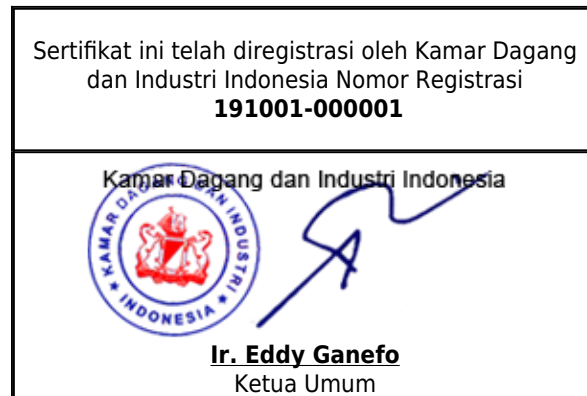 Sertifikat ini telah diregistrasi oleh Kamar Dagang
dan Industri Indonesia Nomor Registrasi
191001-000001
Kamar Dagang dan Industri Indonesia
KAMAR DAGANG DAN INDUSTRI
* INDONESIA *
Ir. Eddy Ganefo
Ketua Umum